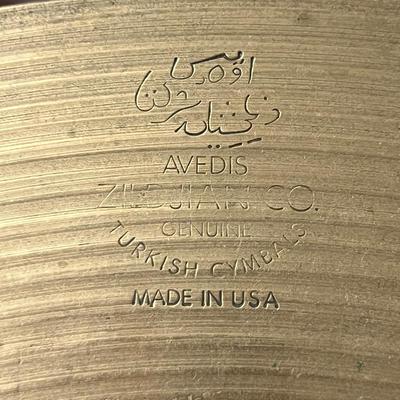 AVEDIS
ZILDJIAN CO.
GENUINE
TURKISH CYMBALS
MADE IN USA